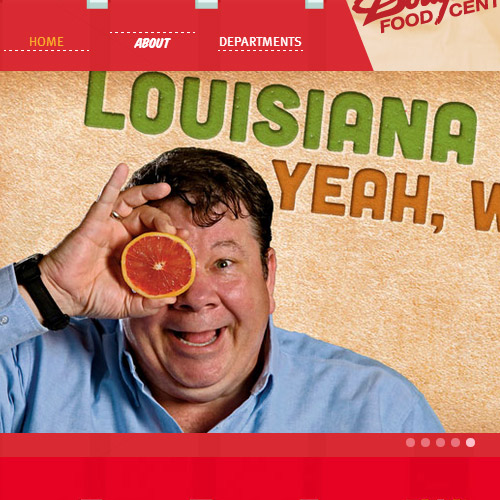 HOME
ABOUT
DEPARTMENTS
FOOD CENT
LOUISIANA
YEAH, W